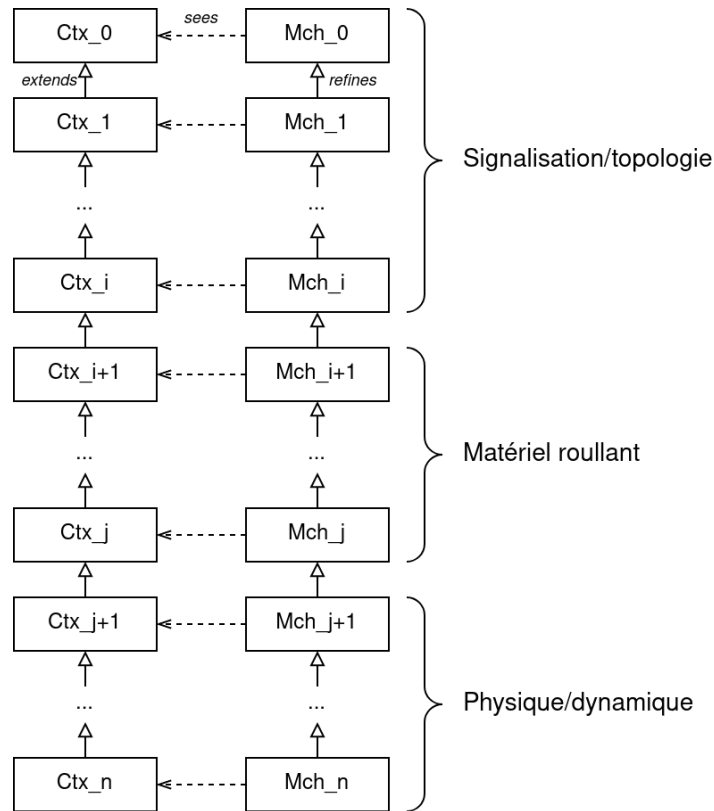 Ctx_0 sees Mch_0
extends refines
Ctx_1 Mch_1
Signalisation/topologie
... ...
Ctx_i Mch_i
Ctx_i+1 Mch_i+1
... ...
Matériel roullant
Ctx_j Mch_j
Ctx_j+1 Mch_j+1
... ...
Physique/dynamique
Ctx_n Mch_n